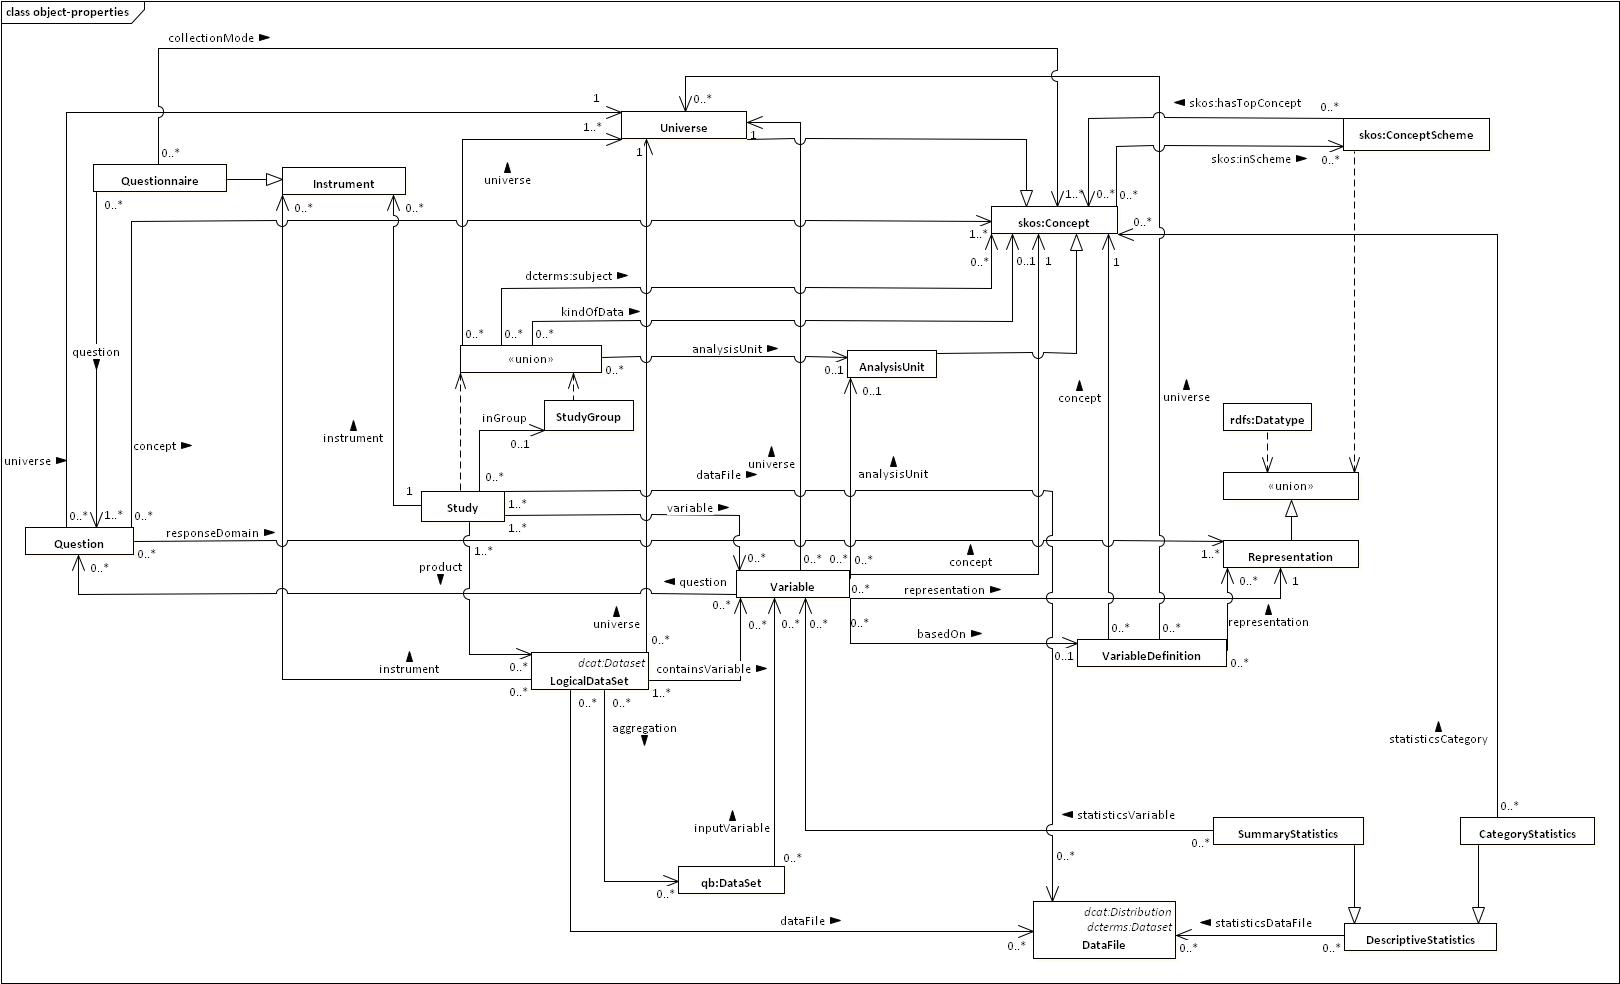 class object-properties
collectionMode ►
1
0..*
◄ skos:hasTopConcept
0..*
Universe
1..*
1
1
skos:ConceptScheme
0..*
skos:inScheme ►
0..*
Questionnaire
Instrument
▲
universe
0..*
0..*
0..*
1..*
0..*
0..*
skos:Concept
0..*
1..*
0..*
0..1
1
1
dcterms:subject ►
kindOfData ►
0..*
0..*
0..*
question
▼
«union»
analysisUnit ►
0..*
0..1
AnalysisUnit
0..1
▲
concept
▲
universe
StudyGroup
inGroup
0..1
rdfs:Datatype
▲
instrument
concept ►
universe ►
▲
universe
dataFile ►
▲
analysisUnit
0..*
1
Study
1..*
1..*
variable ►
«union»
0..*
1..*
0..*
Question
responseDomain ►
0..*
0..*
1..*
1..*
Representation
product
▼
0..*
0..*
0..*
0..*
▲
concept
◄ question
Variable
0..*
representation ►
0..*
1
0..*
0..*
0..*
0..*
0..*
▲
universe
basedOn ►
0..1
0..*
0..*
▲
representation
VariableDefinition
0..*
0..*
▲
instrument
0..*
0..*
dcat:Dataset
LogicalDataSet
containsVariable ►
1..*
0..*
0..*
aggregation
▼
▲
statisticsCategory
▲
inputVariable
◄ statisticsVariable
0..*
SummaryStatistics
0..*
CategoryStatistics
0..*
0..*
qb:DataSet
0..*
dataFile ►
0..*
dcat:Distribution
dcterms:Dataset
DataFile
◄ statisticsDataFile
0..*
0..*
DescriptiveStatistics